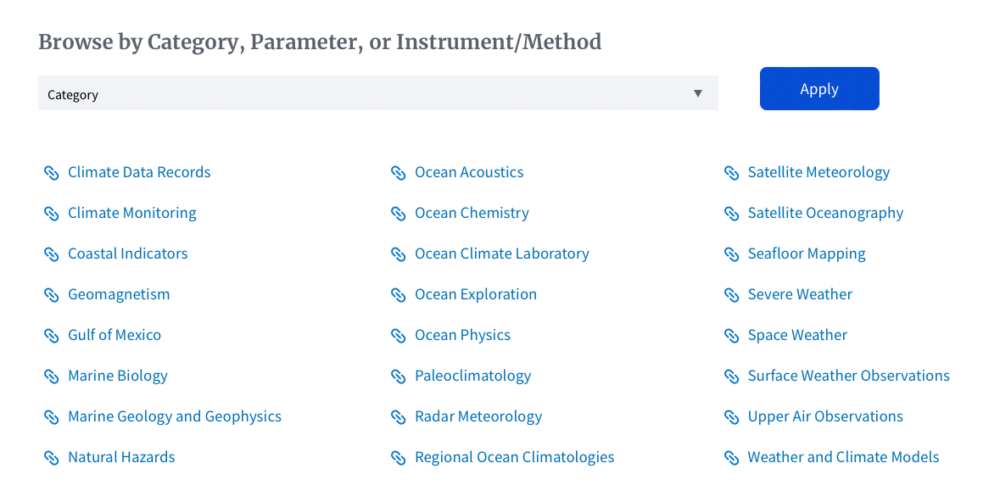 Browse by Category, Parameter, or Instrument/Method
Category
Apply
Climate Data Records
Climate Monitoring
Coastal Indicators
Geomagnetism
Gulf of Mexico
Marine Biology
Marine Geology and Geophysics
Natural Hazards
Ocean Acoustics
Ocean Chemistry
Ocean Climate Laboratory
Ocean Exploration
Ocean Physics
Paleoclimatology
Radar Meteorology
Regional Ocean Climatologies
Satellite Meteorology
Satellite Oceanography
Seafloor Mapping
Severe Weather
Space Weather
Surface Weather Observations
Upper Air Observations
Weather and Climate Models